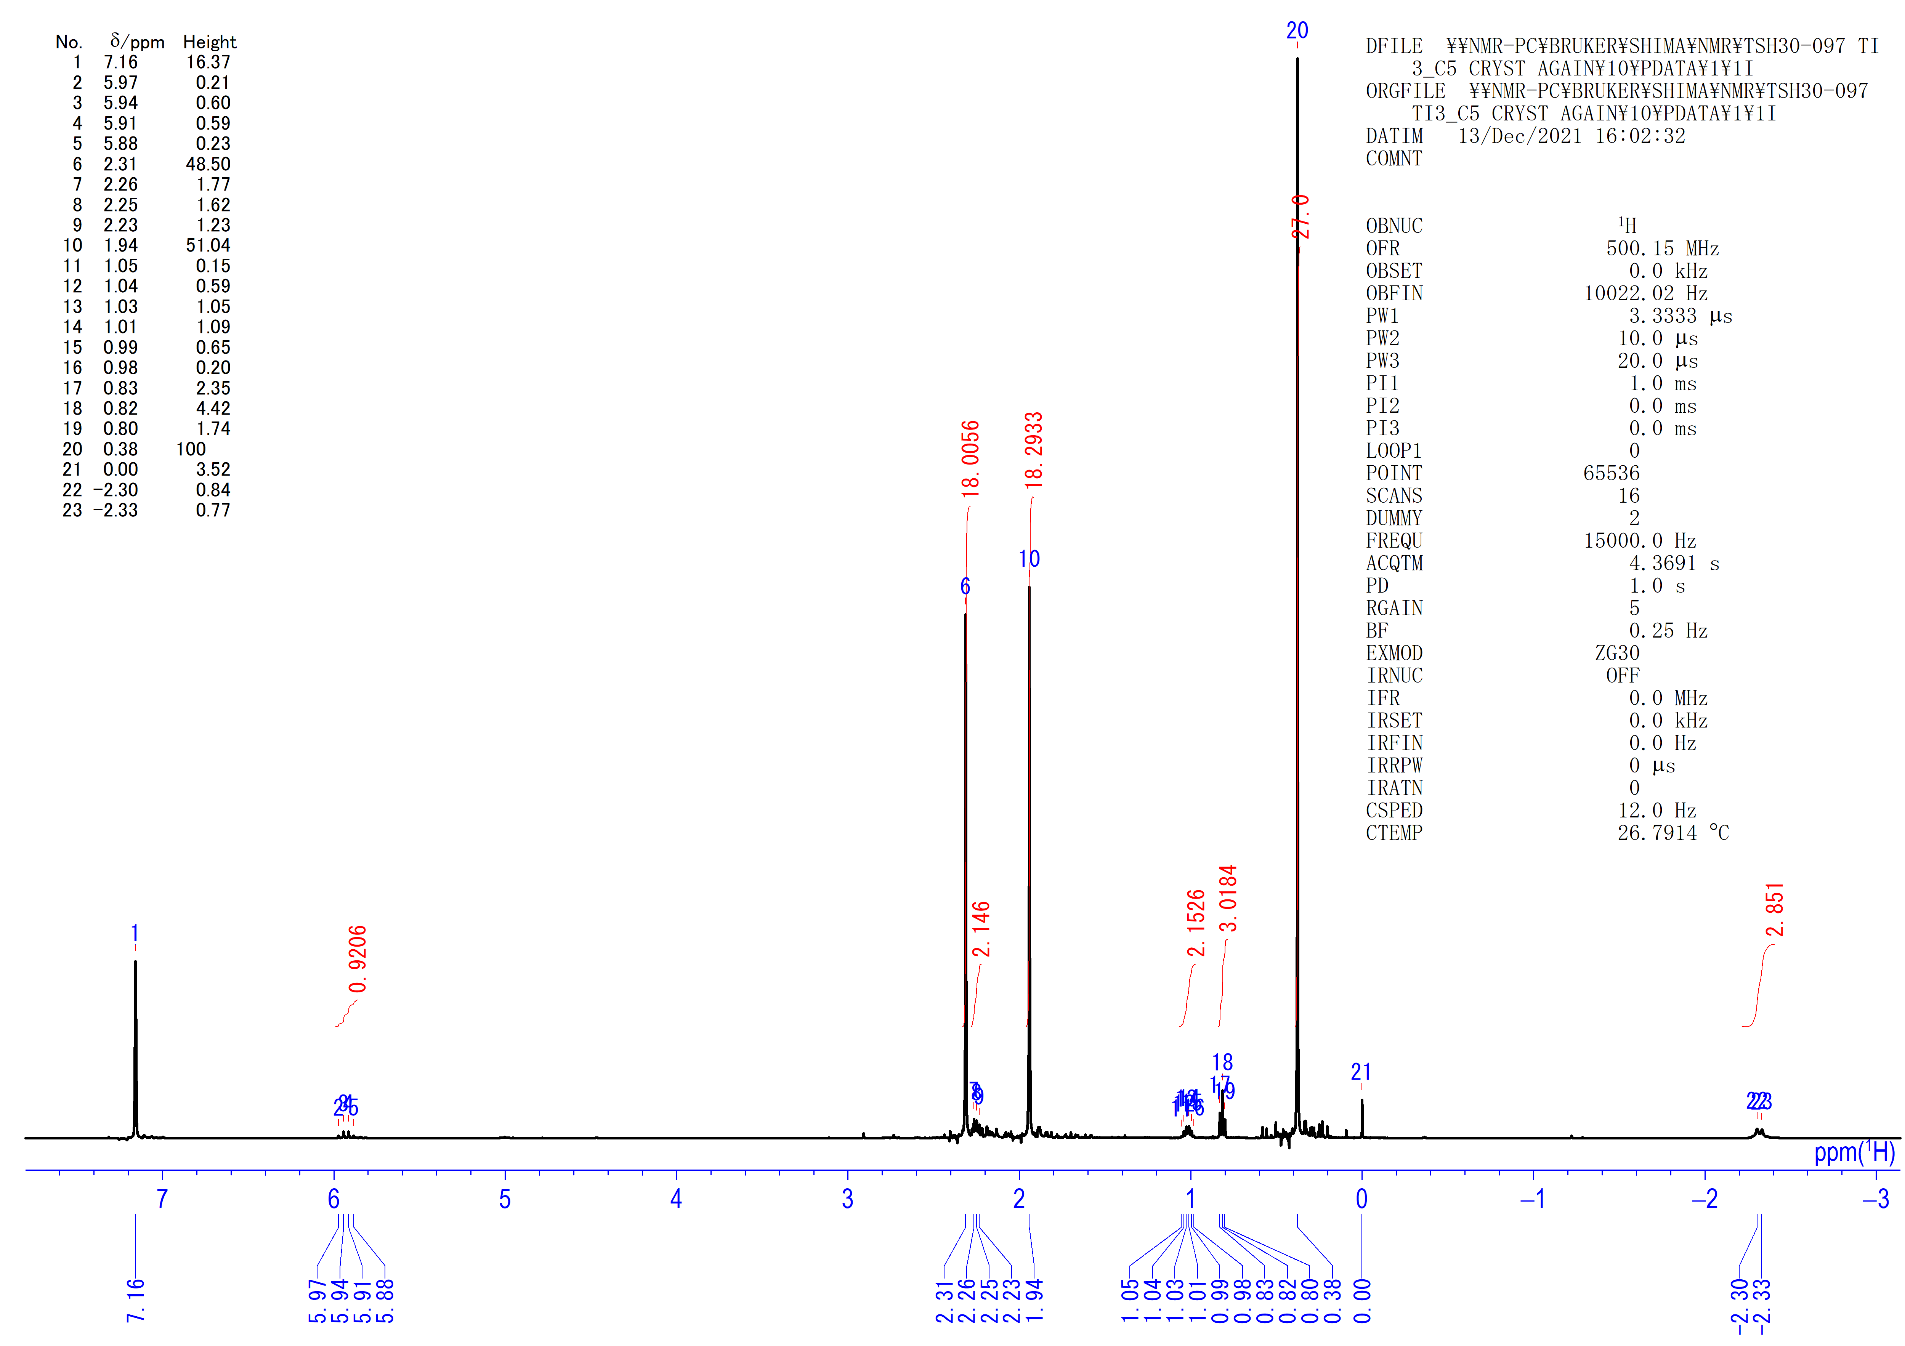 No. δ/ppm Height
1 7.16 16.37
2 5.97 0.21
3 5.94 0.60
4 5.91 0.59
5 5.88 0.23
6 2.31 48.50
7 2.26 1.77
8 2.25 1.62
9 2.23 1.23
10 1.94 51.04
11 1.05 0.15
12 1.04 0.59
13 1.03 1.05
14 1.01 1.09
15 0.99 0.65
16 0.98 0.20
17 0.83 2.35
18 0.82 4.42
19 0.80 1.74
20 0.38 100
21 0.00 3.52
22 -2.30 0.84
23 -2.33 0.77
DFILE ¥¥NMR-PC¥BRUKER¥SHIMA¥NMR¥TSH30-097 TI
3_C5 CRYST AGAIN¥10¥PDATA¥1¥1I
ORGFILE ¥¥NMR-PC¥BRUKER¥SHIMA¥NMR¥TSH30-097
TI3_C5 CRYST AGAIN¥10¥PDATA¥1¥1I
DATIM 13/Dec/2021 16:02:32
COMNT
OBNUC 1H
OFR 500.15 MHz
OBSET 0.0 kHz
OBFIN 10022.02 Hz
PW1 3.3333 μs
PW2 10.0 μs
PW3 20.0 μs
PI1 1.0 ms
PI2 0.0 ms
PI3 0.0 ms
LOOP1 0
POINT 65536
SCANS 16
DUMMY 2
FREQU 15000.0 Hz
ACQTM 4.3691 s
PD 1.0 s
RGAIN 5
BF 0.25 Hz
EXMOD ZG30
IRNUC OFF
IFR 0.0 MHz
IRSET 0.0 kHz
IRFIN 0.0 Hz
IRRPW 0 μs
IRATN 0
CSPED 12.0 Hz
CTEMP 26.7914 °C
20
27.0
18.0056
18.2933
10
6
0.9206
2.146
2.1526
3.0184
2.851
1
18
21
ppm(1H)
7 6 5 4 3 2 1 0 -1 -2 -3
7.16
5.97
5.94
5.91
5.88
2.31
2.26
2.25
2.23
1.94
1.05
1.04
1.03
1.01
0.99
0.98
0.83
0.82
0.80
0.38
0.00
-2.30
-2.33